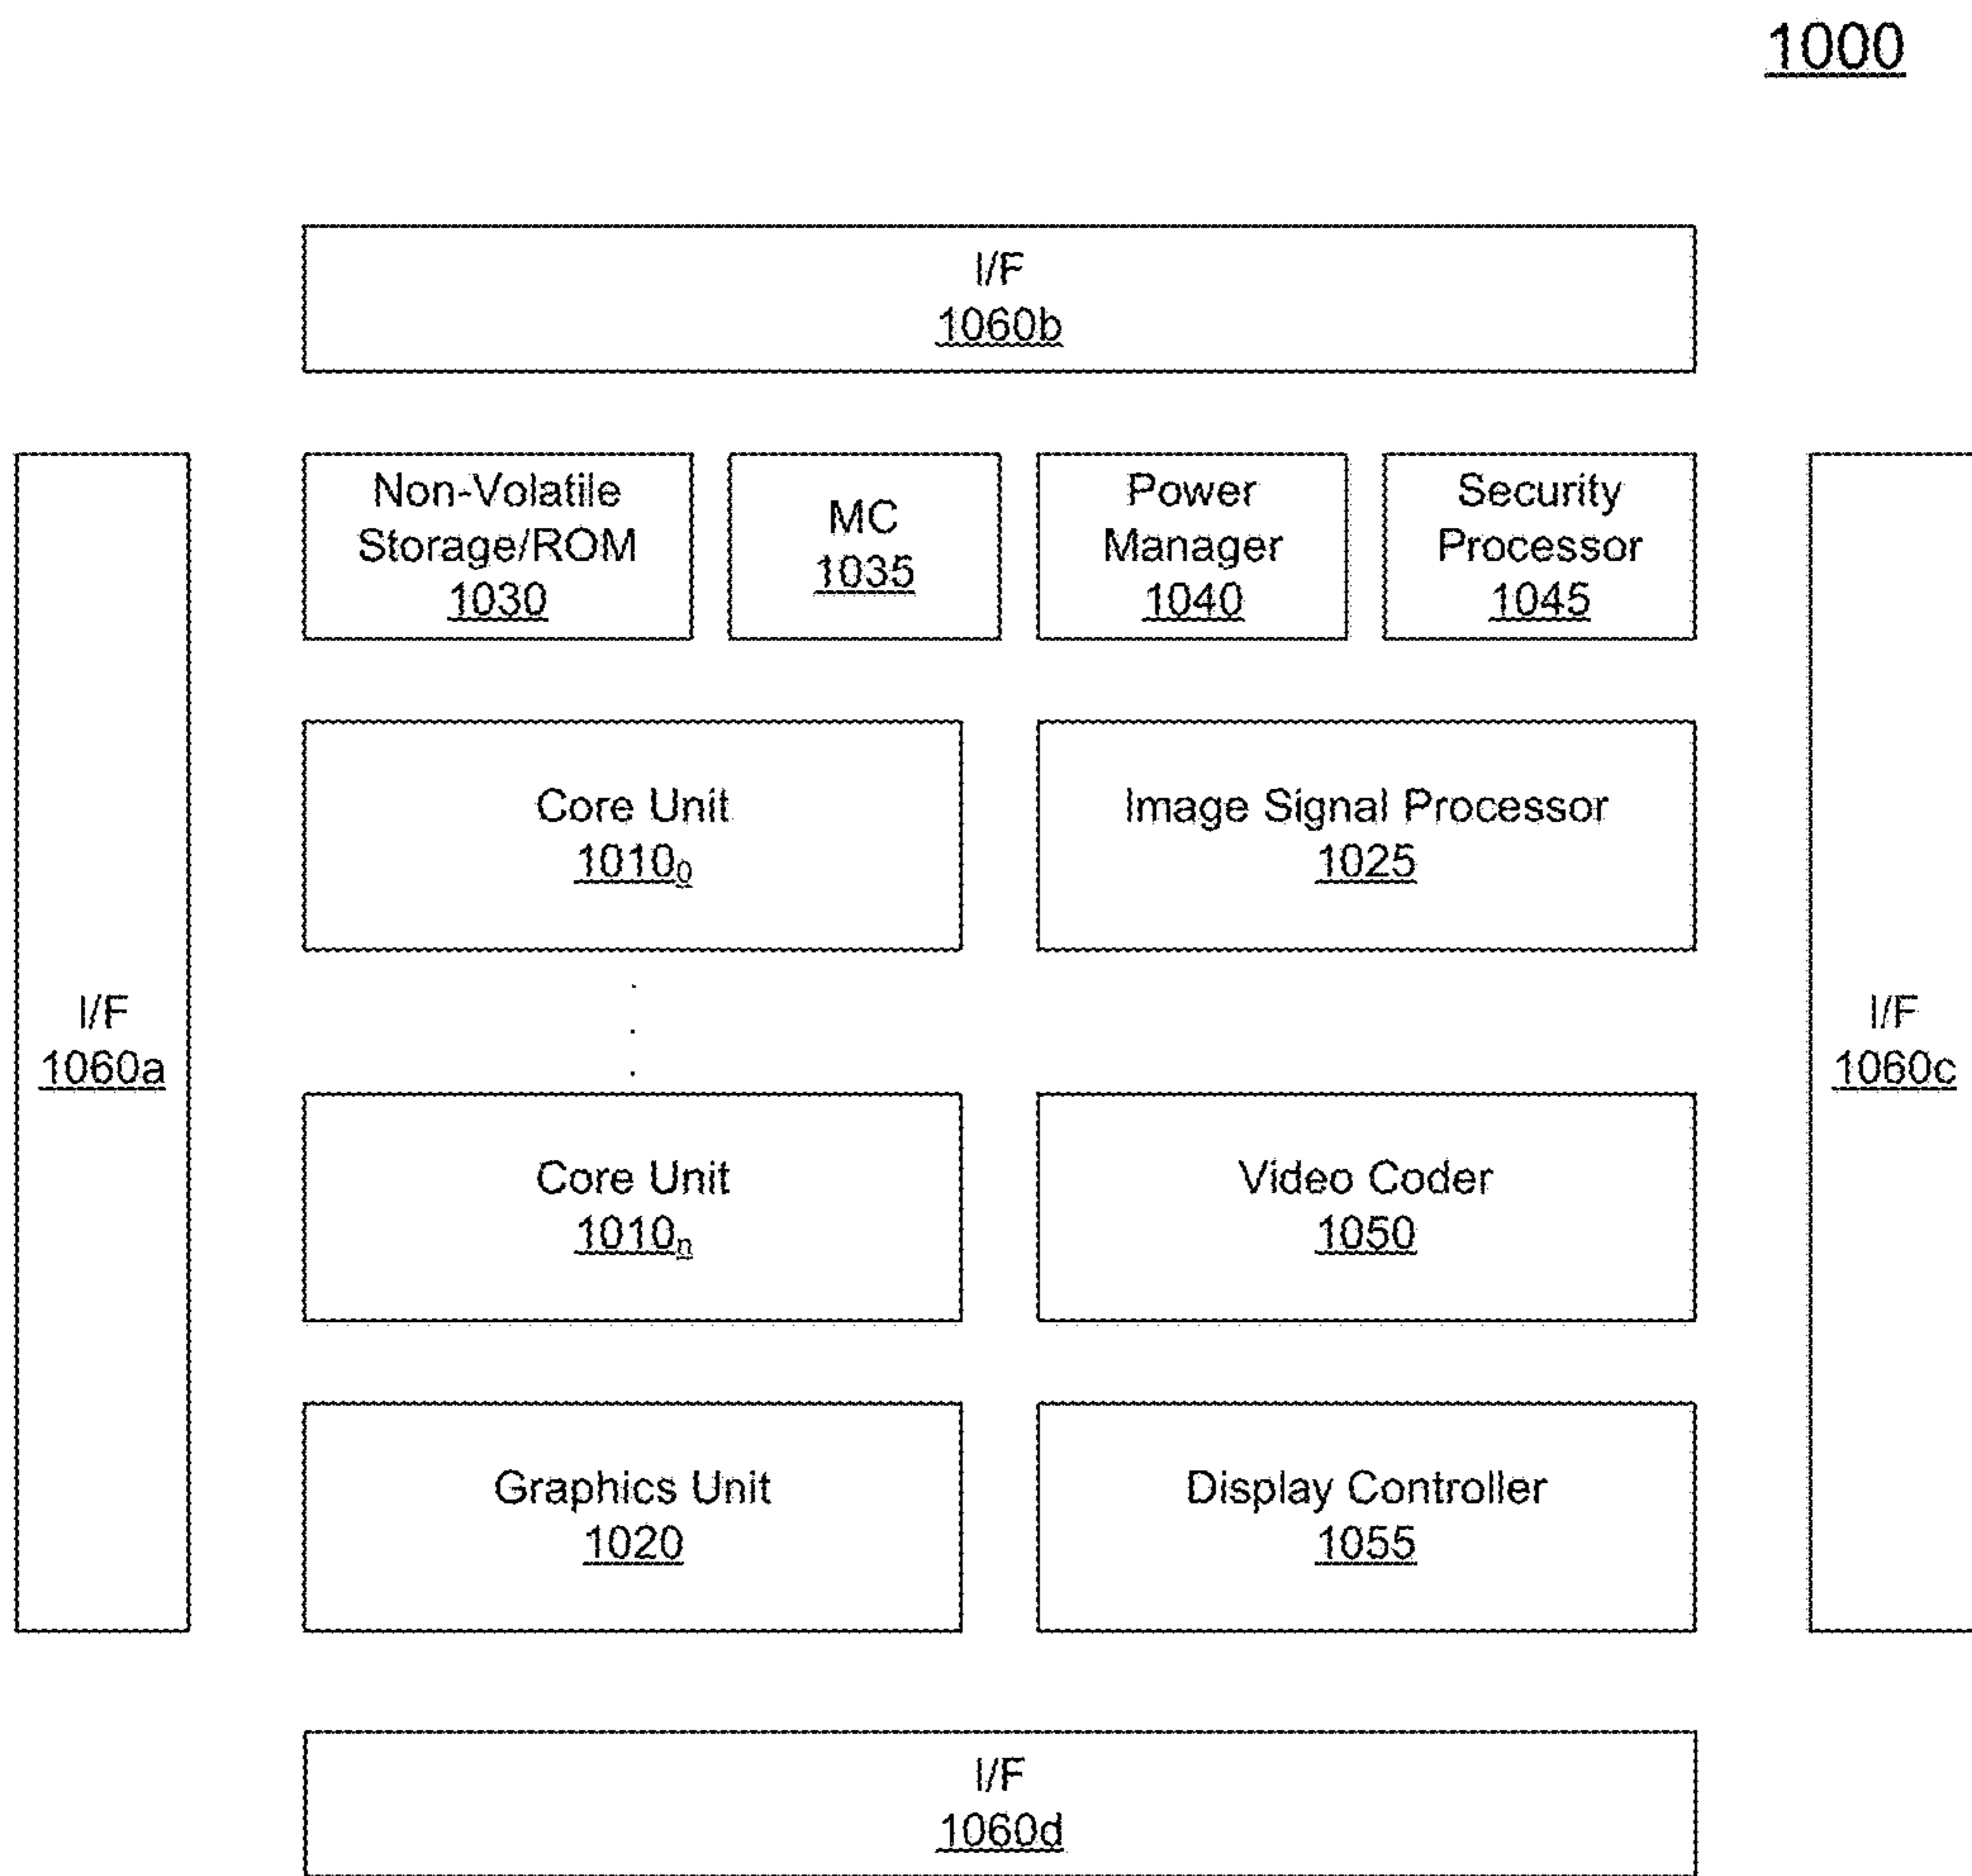 1000
I/F
1060b
Non-Volatile
Storage/ROM
1030
MC
1035
Power
Manager
1040
Security
Processor
1045
I/F
1060a
Core Unit
1010₀
Image Signal Processor
1025
I/F
1060c
. . .
Core Unit
1010ₙ
Video Coder
1050
Graphics Unit
1020
Display Controller
1055
I/F
1060d